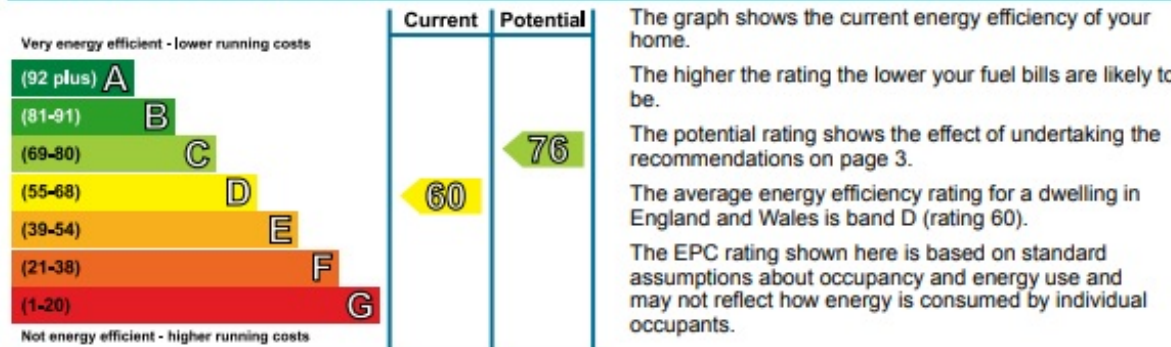 Current Potential
Very energy efficient - lower running costs
(92 plus) A
(81-91) B
(69-80) C
(55-68) D
(39-54) E
(21-38) F
(1-20) G
Not energy efficient - higher running costs
76
60
The graph shows the current energy efficiency of your
home.
The higher the rating the lower your fuel bills are likely to
be.
The potential rating shows the effect of undertaking the
recommendations on page 3.
The average energy efficiency rating for a dwelling in
England and Wales is band D (rating 60).
The EPC rating shown here is based on standard
assumptions about occupancy and energy use and
may not reflect how energy is consumed by individual
occupants.